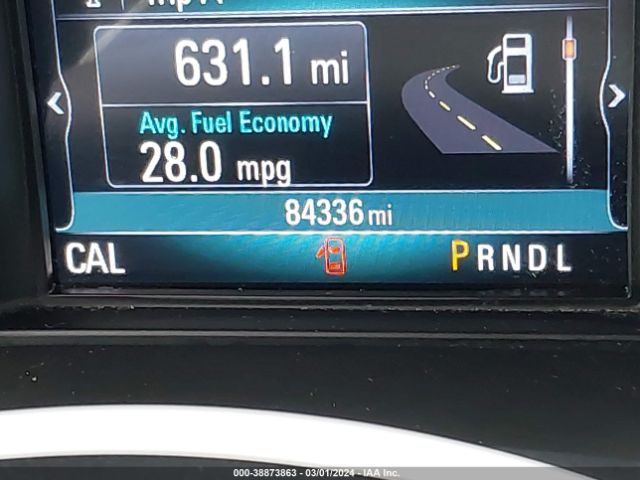 631.1 mi
Avg. Fuel Economy
28.0 mpg
84336 mi
CAL P R N D L
000-38873863 - 03/01/2024 - IAA Inc.